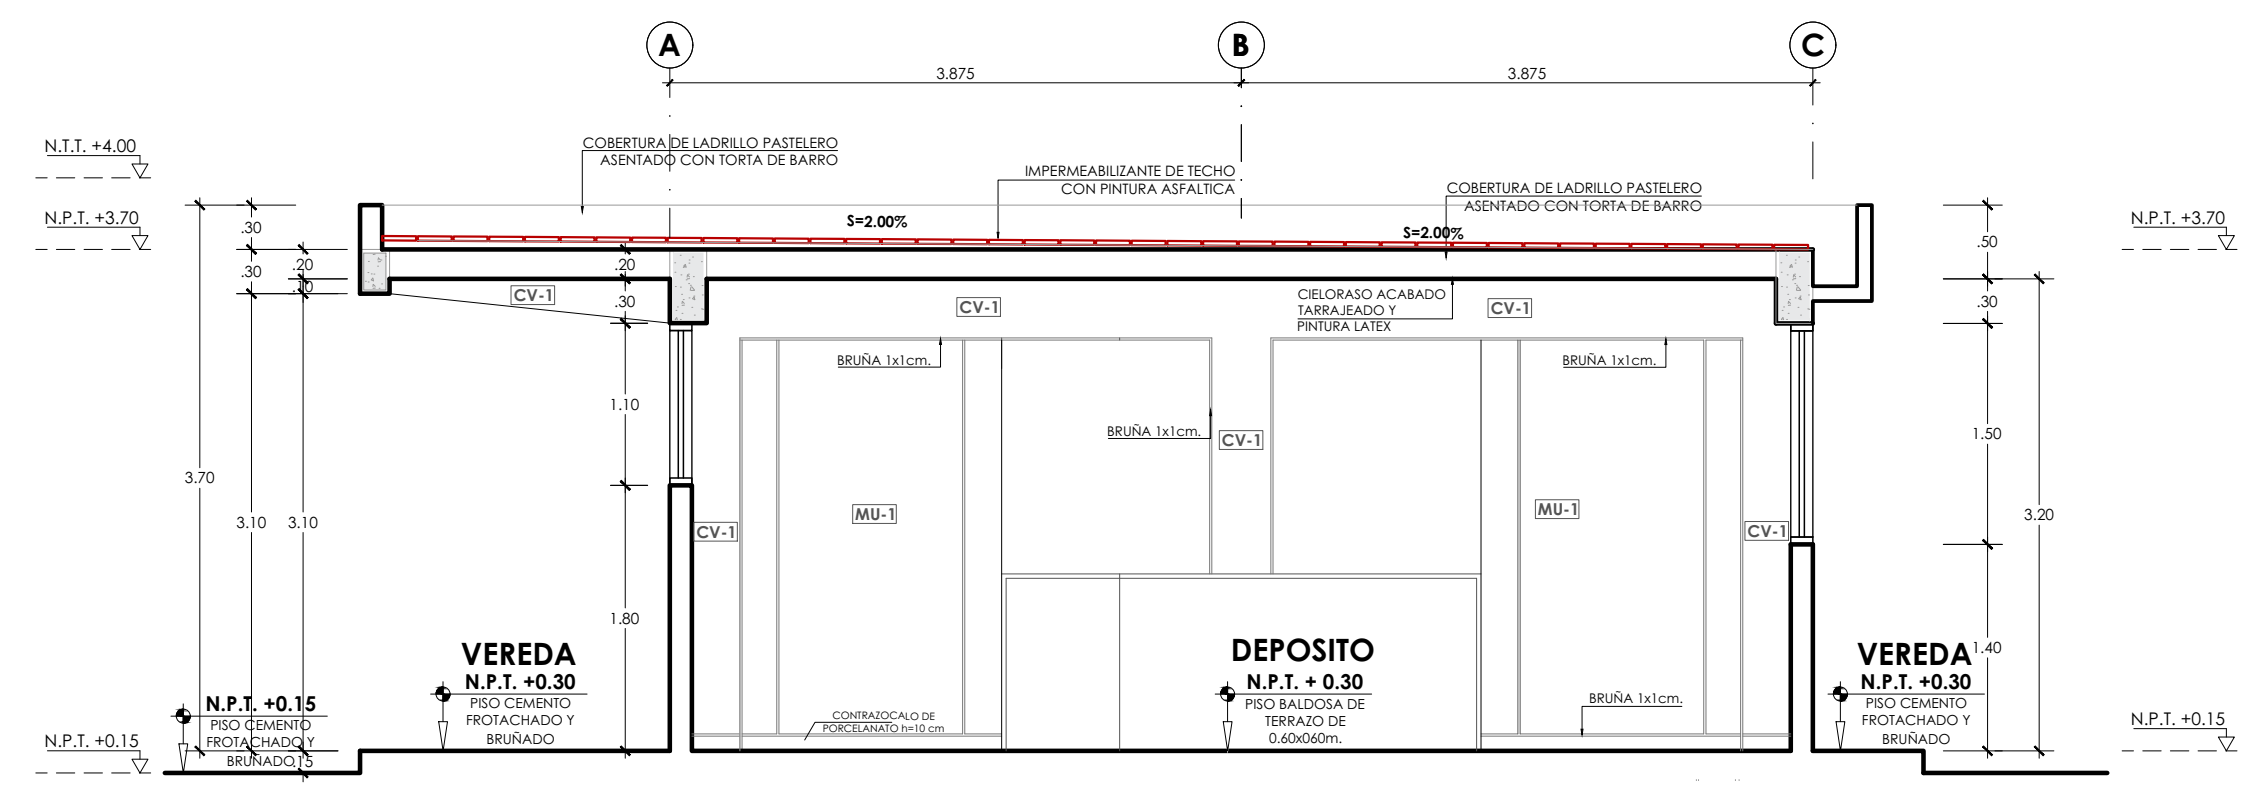 A
B
C
3.875
3.875
N.T.T. +4.00
COBERTURA DE LADRILLO PASTELERO
ASENTADO CON TORTA DE BARRO
IMPERMEABILIZANTE DE TECHO
CON PINTURA ASFALTICA
COBERTURA DE LADRILLO PASTELERO
ASENTADO CON TORTA DE BARRO
N.P.T. +3.70
N.P.T. +3.70
.30
S=2.00%
S=2.00%
.50
.30
.20
.20
.10
CV-1
.30
CV-1
CIELORASO ACABADO
TARRAJEADO Y
PINTURA LATEX
CV-1
.30
BRUÑA 1x1cm.
BRUÑA 1x1cm.
1.10
BRUÑA 1x1cm.
CV-1
1.50
3.70
3.10
3.10
MU-1
MU-1
3.20
CV-1
CV-1
1.80
1.40
VEREDA
N.P.T. +0.30
PISO CEMENTO
FROTACHADO Y
BRUÑADO
DEPOSITO
N.P.T. + 0.30
PISO BALDOSA DE
TERRAZO DE
0.60x060m.
VEREDA
N.P.T. +0.30
PISO CEMENTO
FROTACHADO Y
BRUÑADO
N.P.T. +0.15
PISO CEMENTO
FROTACHADO Y
BRUÑADO
.15
CONTRAZOCALO DE
PORCELANATO h=10 cm
BRUÑA 1x1cm.
N.P.T. +0.15
N.P.T. +0.15